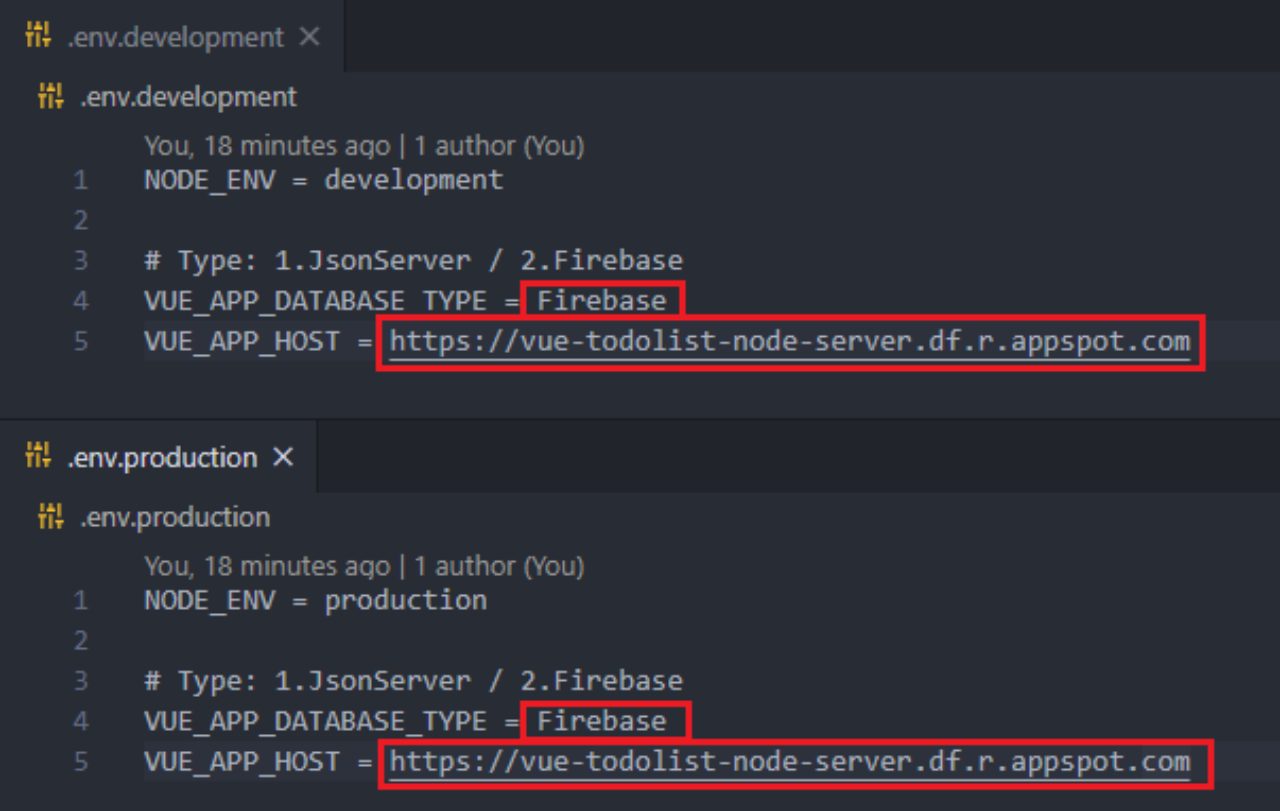 .env.development ×
.env.development
You, 18 minutes ago | 1 author (You)
1 NODE_ENV = development
2
3 # Type: 1.JsonServer / 2.Firebase
4 VUE_APP_DATABASE_TYPE = Firebase
5 VUE_APP_HOST = https://vue-todolist-node-server.df.r.appspot.com
.env.production ×
.env.production
You, 18 minutes ago | 1 author (You)
1 NODE_ENV = production
2
3 # Type: 1.JsonServer / 2.Firebase
4 VUE_APP_DATABASE_TYPE = Firebase
5 VUE_APP_HOST = https://vue-todolist-node-server.df.r.appspot.com